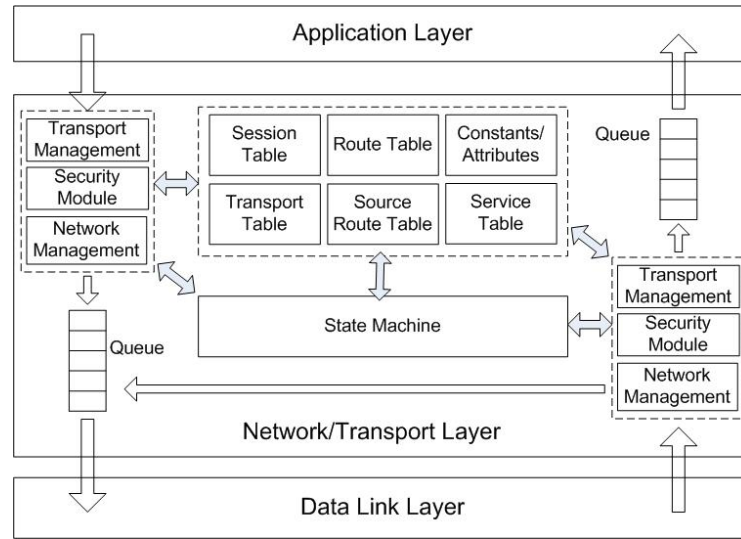 Application Layer
Transport
Management
Security
Module
Network
Management
Session
Table
Route Table
Constants/
Attributes
Transport
Table
Source
Route Table
Service
Table
Queue
State Machine
Queue
Transport
Management
Security
Module
Network
Management
Network/Transport Layer
Data Link Layer